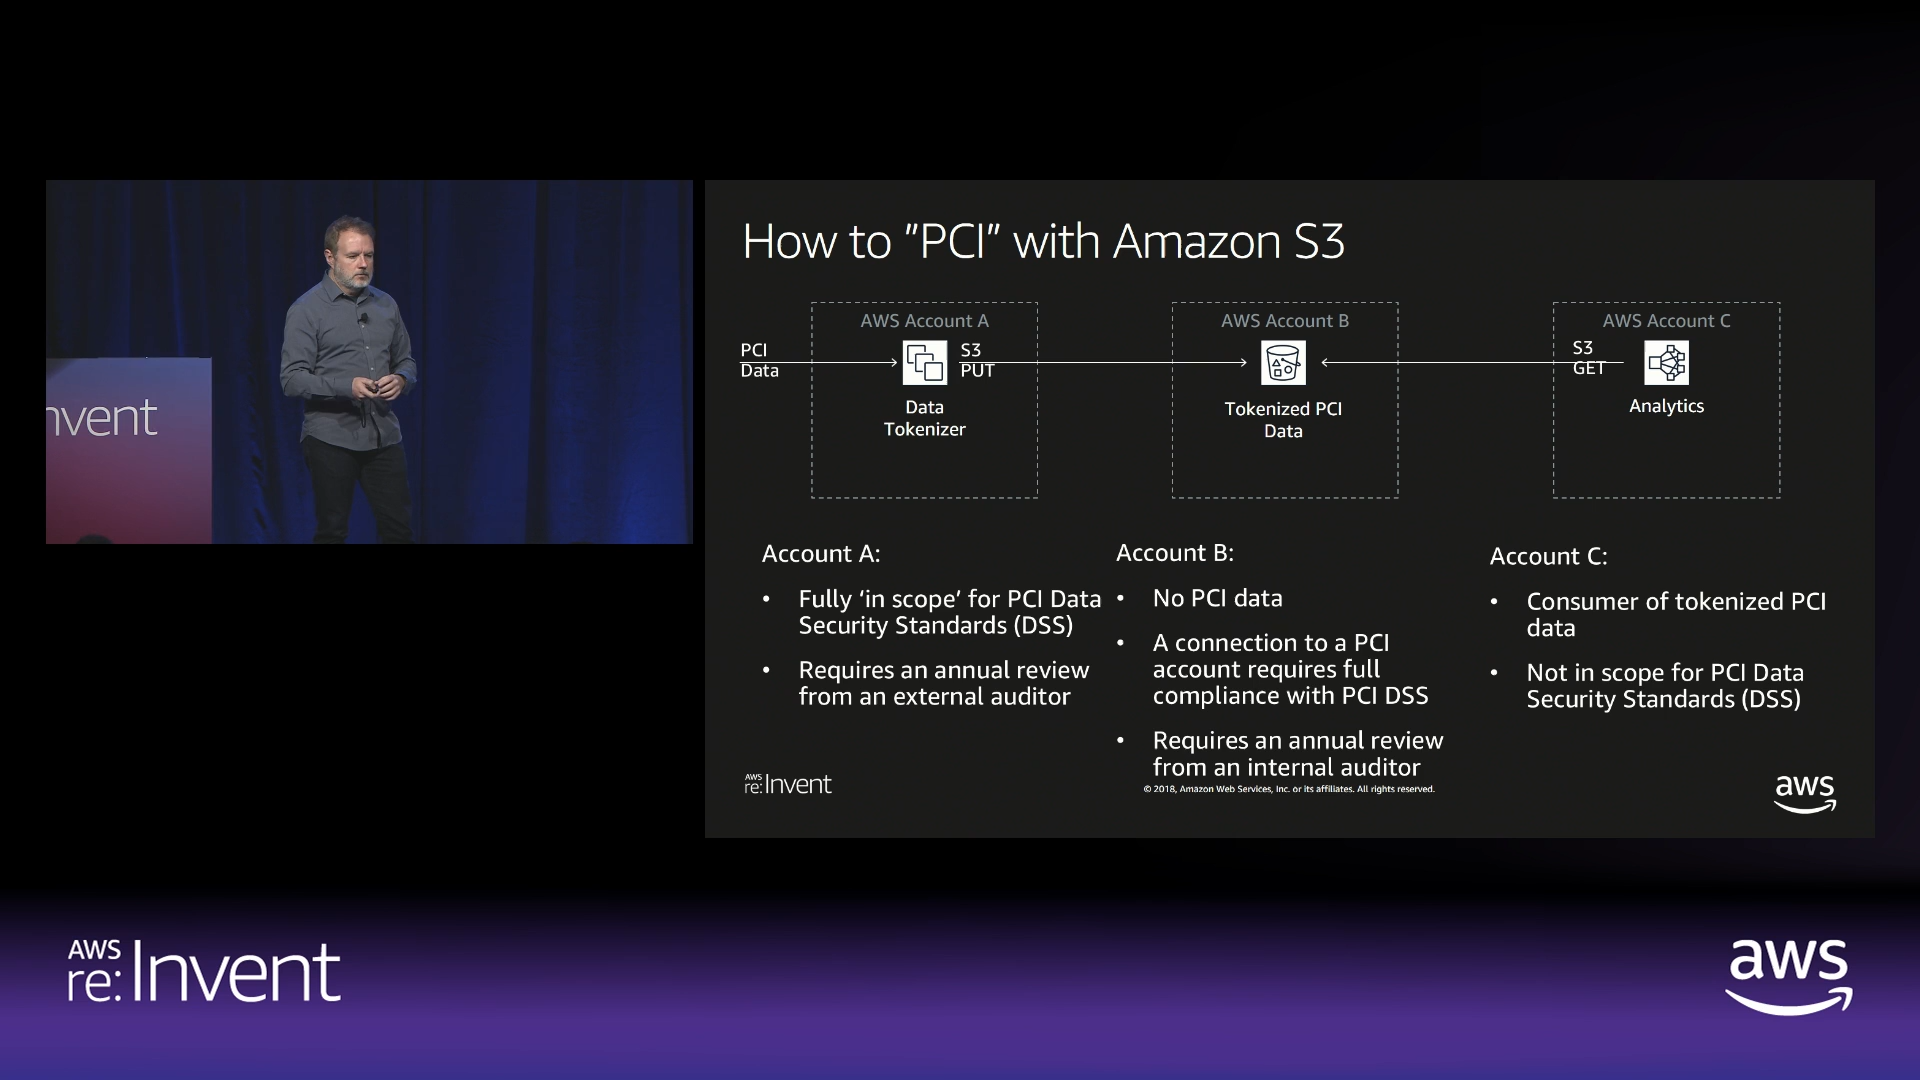 nvent
How to "PCI" with Amazon S3
AWS Account A
AWS Account B
AWS Account C
PCI
Data
S3
PUT
S3
GET
Data
Tokenizer
Tokenized PCI
Data
Analytics
Account A:
• Fully ‘in scope’ for PCI Data
Security Standards (DSS)
• Requires an annual review
from an external auditor
Account B:
• No PCI data
• A connection to a PCI
account requires full
compliance with PCI DSS
• Requires an annual review
from an internal auditor
Account C:
• Consumer of tokenized PCI
data
• Not in scope for PCI Data
Security Standards (DSS)
AWS
re:Invent
© 2018, Amazon Web Services, Inc. or its affiliates. All rights reserved.
aws
AWS
re:Invent
aws